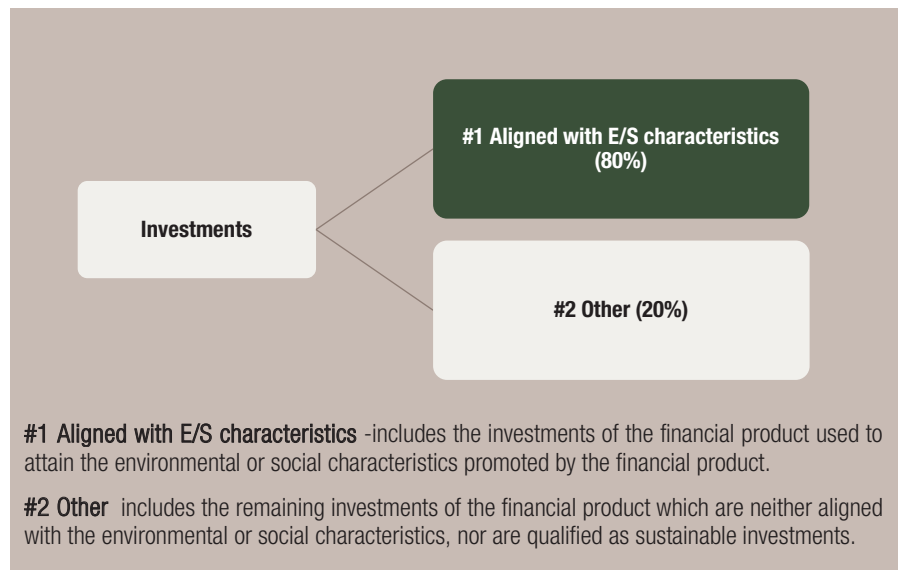 #1 Aligned with E/S characteristics
(80%)
Investments
#2 Other (20%)
#1 Aligned with E/S characteristics -includes the investments of the financial product used to
attain the environmental or social characteristics promoted by the financial product.
#2 Other includes the remaining investments of the financial product which are neither aligned
with the environmental or social characteristics, nor are qualified as sustainable investments.